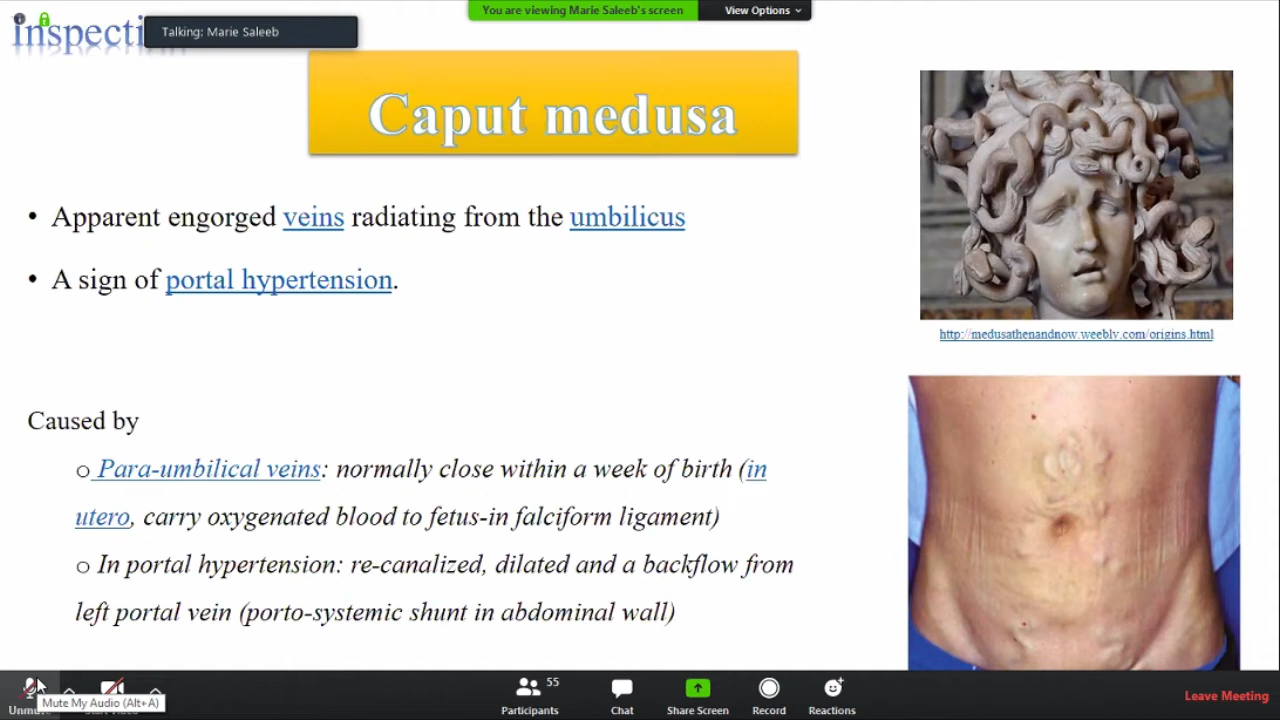 You are viewing Marie Saleeb's screen
View Options
Talking: Marie Saleeb
Caput medusa
• Apparent engorged veins radiating from the umbilicus
• A sign of portal hypertension.
http://medusathenandnow.weebly.com/origins.html
Caused by
o Para-umbilical veins: normally close within a week of birth (in
utero, carry oxygenated blood to fetus-in falciform ligament)
o In portal hypertension: re-canalized, dilated and a backflow from
left portal vein (porto-systemic shunt in abdominal wall)
Mute My Audio (Alt+A)
55
Participants
Chat
Share Screen
Record
Reactions
Leave Meeting